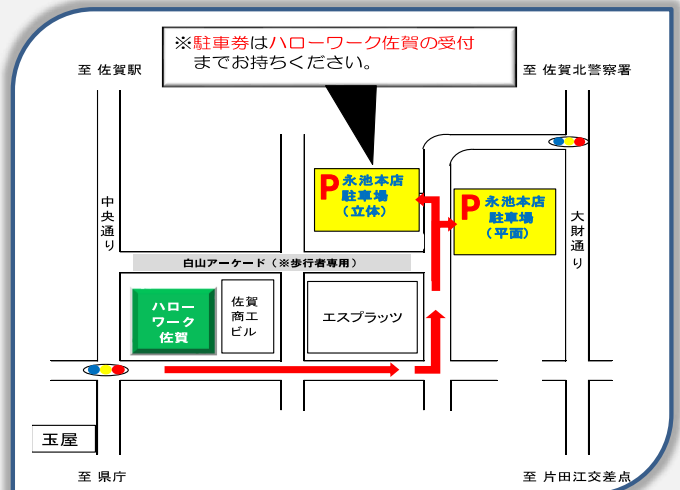 ※駐車券はハローワーク佐賀の受付
までお持ちください。
至 佐賀駅
至 佐賀北警察署
P 永池本店
駐車場
（立体）
P 永池本店
駐車場
（平面）
中央通り
大財通り
白山アーケード（※歩行者専用）
ハロー
ワーク
佐賀
佐賀
商工
ビル
エスプラッツ
玉屋
至 県庁
至 片田江交差点